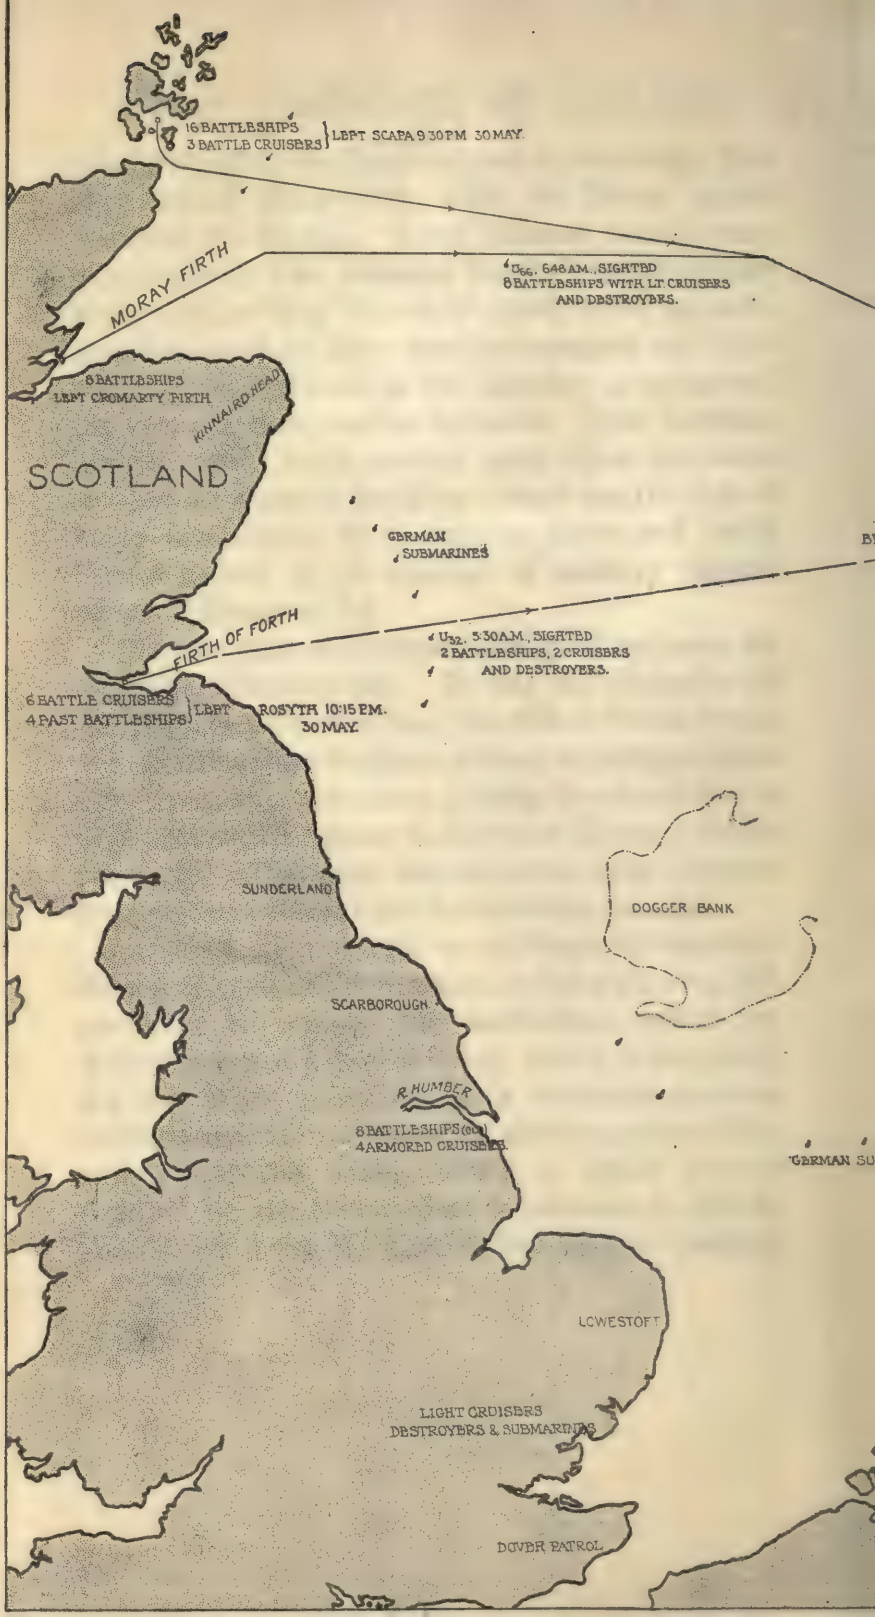 16 BATTLESHIPS
3 BATTLE CRUISERS } LEFT SCAPA 9 30 PM 30 MAY.
MORAY FIRTH
U66, 648 A.M., SIGHTED
8 BATTLESHIPS WITH LT. CRUISERS
AND DESTROYERS.
8 BATTLESHIPS
LEFT CROMARTY FIRTH
KINNAIRD HEAD
SCOTLAND
GERMAN
SUBMARINES
FIRTH OF FORTH
U32, 5:30 A.M., SIGHTED
2 BATTLESHIPS, 2 CRUISERS
AND DESTROYERS.
6 BATTLE CRUISERS
4 FAST BATTLESHIPS } LEFT ROSYTH 10:15 PM.
30 MAY.
SUNDERLAND
DOGGER BANK
SCARBOROUGH
R. HUMBER
8 BATTLESHIPS (OLD)
4 ARMORED CRUISERS.
GERMAN SU
LOWESTOFT
LIGHT CRUISERS
DESTROYERS & SUBMARINES
DOVER PATROL